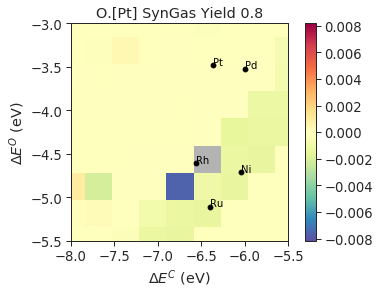 O.[Pt] SynGas Yield 0.8
−3.0
−3.5
−4.0
−4.5
−5.0
−5.5
ΔE^O (eV)
Pt
Pd
Rh
Ni
Ru
−8.0 −7.5 −7.0 −6.5 −6.0 −5.5
ΔE^C (eV)
0.008
0.006
0.004
0.002
0.000
−0.002
−0.004
−0.006
−0.008